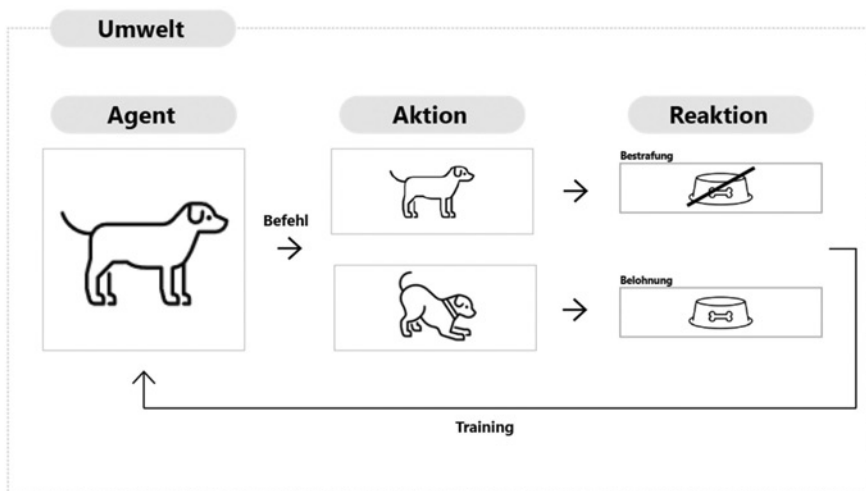 Umwelt
Agent
Aktion
Reaktion
Befehl
Bestrafung
Belohnung
Training